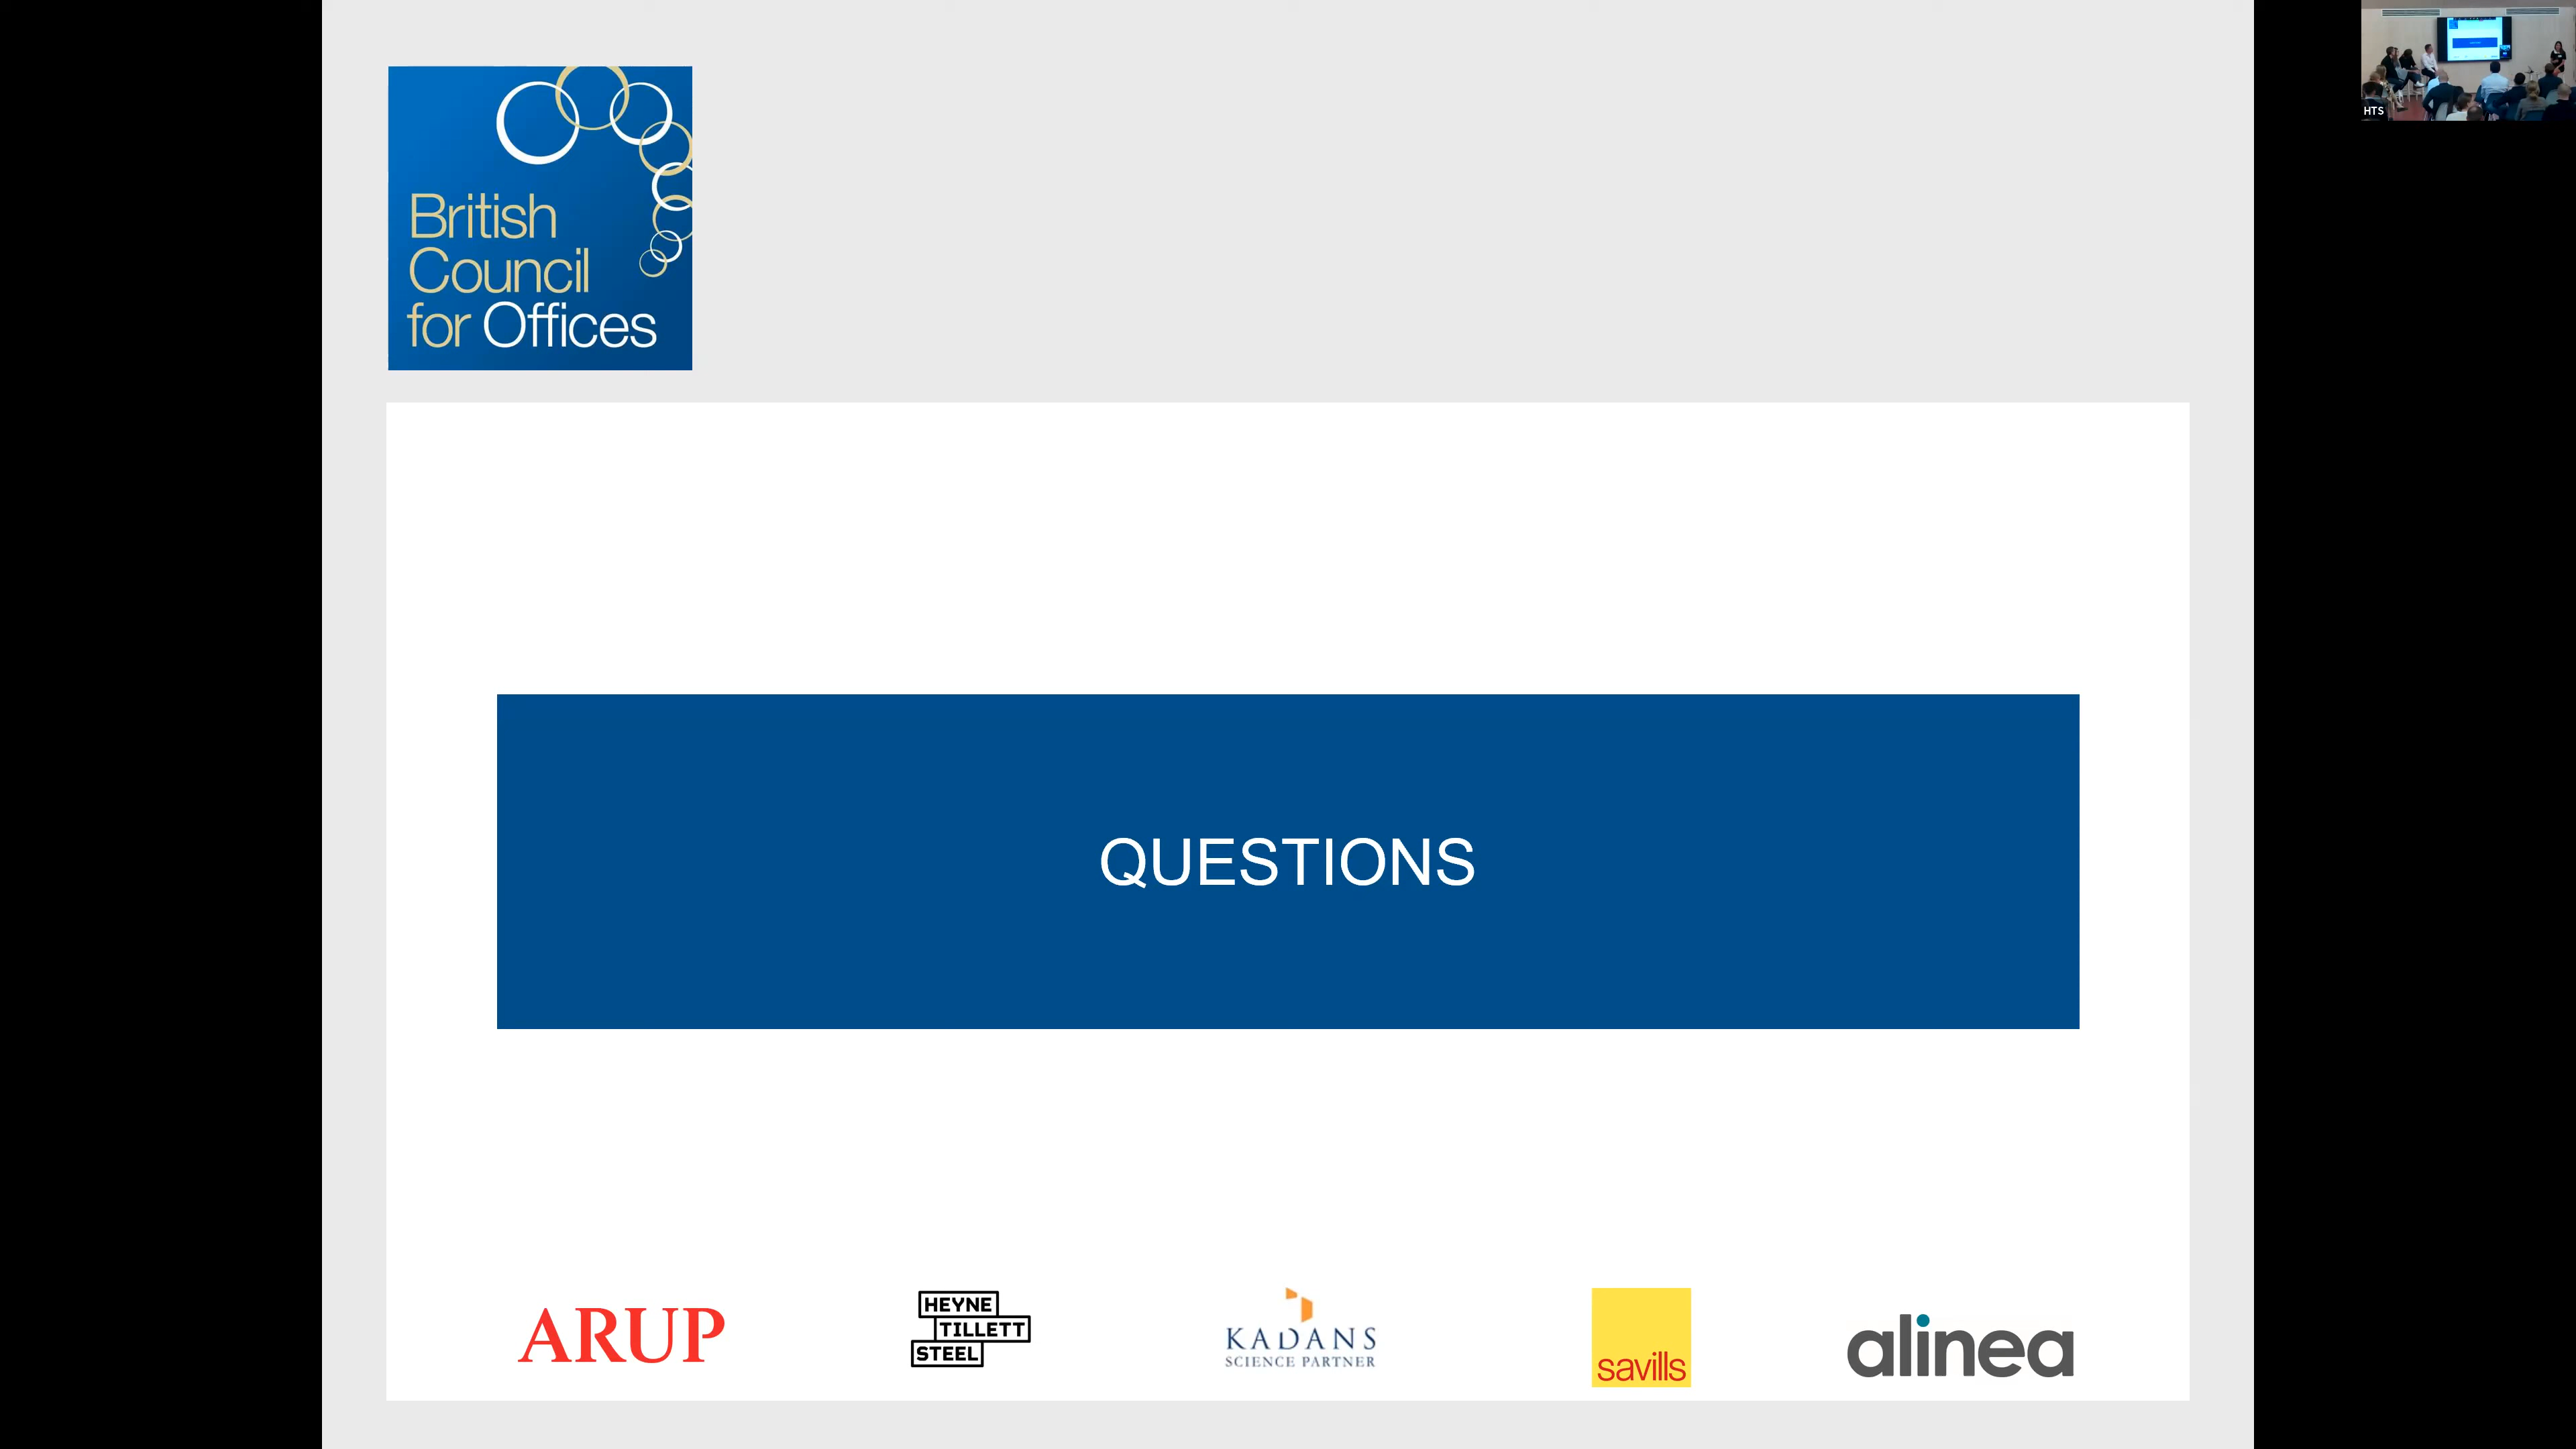 British
Council
for Offices
HTS
QUESTIONS
ARUP
HEYNE
TILLETT
STEEL
KADANS
SCIENCE PARTNER
savills
alinea